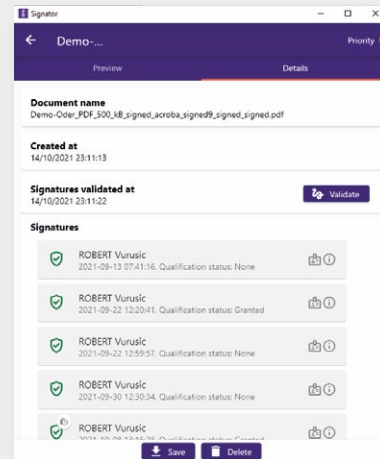 Signator
Demo-...
Priority
Preview
Details
Document name
Demo-Oder_PDF_500_kB_signed_acroba_signed9_signed_signed.pdf
Created at
14/10/2021 23:11:13
Signatures validated at
14/10/2021 23:11:22
Validate
Signatures
ROBERT Vurusic
2021-09-13 07:41:16, Qualification status: None
ROBERT Vurusic
2021-09-22 12:20:41, Qualification status: Granted
ROBERT Vurusic
2021-09-22 12:59:57, Qualification status: None
ROBERT Vurusic
2021-09-30 12:30:34, Qualification status: None
ROBERT Vurusic
Save
Delete